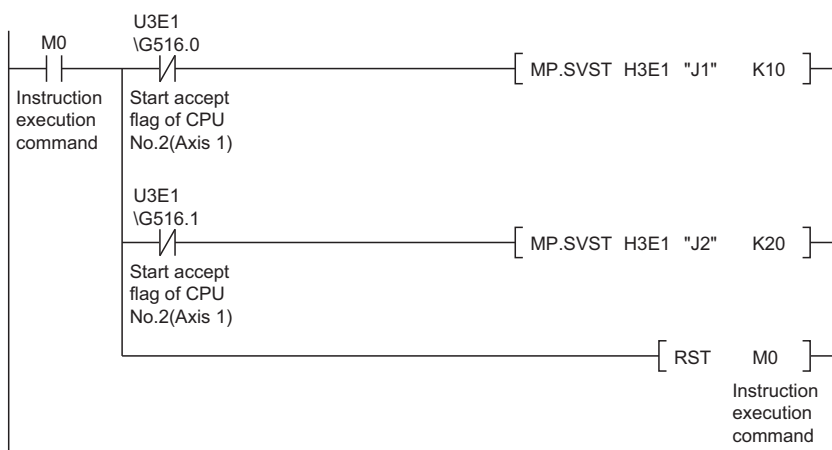 U3E1
\G516.0
M0
MP.SVST H3E1 "J1" K10
Instruction
execution
command
Start accept
flag of CPU
No.2(Axis 1)
U3E1
\G516.1
MP.SVST H3E1 "J2" K20
Start accept
flag of CPU
No.2(Axis 1)
RST M0
Instruction
execution
command